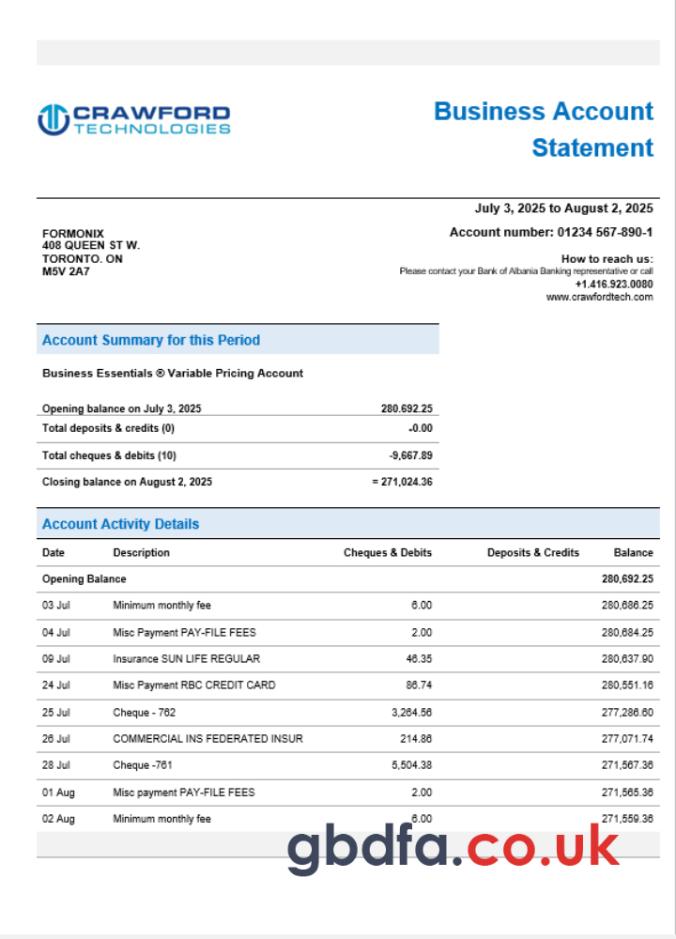 CRAWFORD
TECHNOLOGIES
Business Account
Statement
July 3, 2025 to August 2, 2025
FORMONIX
408 QUEEN ST W.
TORONTO. ON
M5V 2A7
Account number: 01234 567-890-1
How to reach us:
Please contact your Bank of Albania Banking representative or call
+1.416.923.0080
www.crawfordtech.com
Account Summary for this Period
Business Essentials ® Variable Pricing Account
Opening balance on July 3, 2025 280.692.25
Total deposits & credits (0) -0.00
Total cheques & debits (10) -9,667.89
Closing balance on August 2, 2025 = 271,024.36
Account Activity Details
Date Description Cheques & Debits Deposits & Credits Balance
Opening Balance 280,692.25
03 Jul Minimum monthly fee 6.00 280,686.25
04 Jul Misc Payment PAY-FILE FEES 2.00 280,684.25
09 Jul Insurance SUN LIFE REGULAR 46.35 280,637.90
24 Jul Misc Payment RBC CREDIT CARD 86.74 280,551.16
25 Jul Cheque - 762 3,264.56 277,286.60
26 Jul COMMERCIAL INS FEDERATED INSUR 214.86 277,071.74
28 Jul Cheque -761 5,504.38 271,567.36
01 Aug Misc payment PAY-FILE FEES 2.00 271,565.36
02 Aug Minimum monthly fee 6.00 271,559.36
gbdfa.co.uk